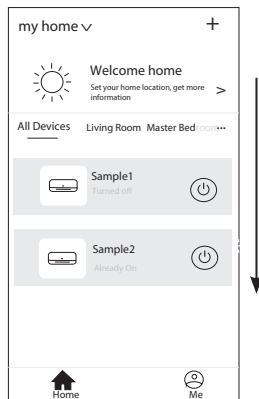 my home
Welcome home
Set your home location, get more
information
All Devices Living Room Master Bedroom
Sample1
Turned off
Sample2
Already On
Home Me